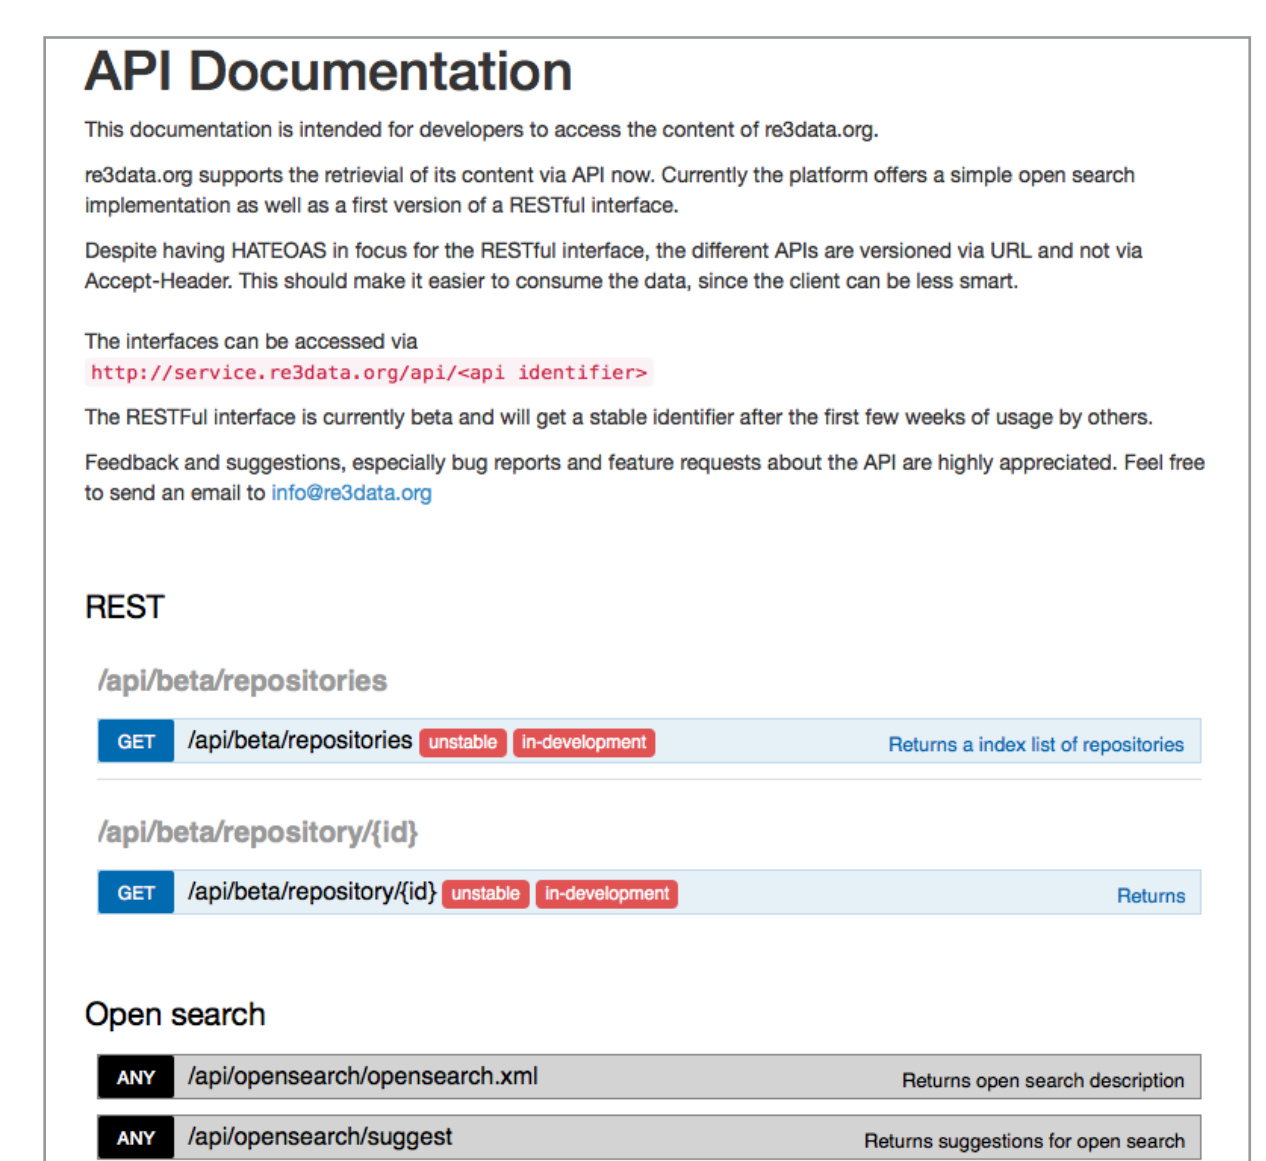 API Documentation
This documentation is intended for developers to access the content of re3data.org.
re3data.org supports the retrievial of its content via API now. Currently the platform offers a simple open search
implementation as well as a first version of a RESTful interface.
Despite having HATEOAS in focus for the RESTful interface, the different APIs are versioned via URL and not via
Accept-Header. This should make it easier to consume the data, since the client can be less smart.
The interfaces can be accessed via
http://service.re3data.org/api/<api identifier>
The RESTFul interface is currently beta and will get a stable identifier after the first few weeks of usage by others.
Feedback and suggestions, especially bug reports and feature requests about the API are highly appreciated. Feel free
to send an email to info@re3data.org
REST
/api/beta/repositories
GET /api/beta/repositories unstable in-development Returns a index list of repositories
/api/beta/repository/{id}
GET /api/beta/repository/{id} unstable in-development Returns
Open search
ANY /api/opensearch/opensearch.xml Returns open search description
ANY /api/opensearch/suggest Returns suggestions for open search